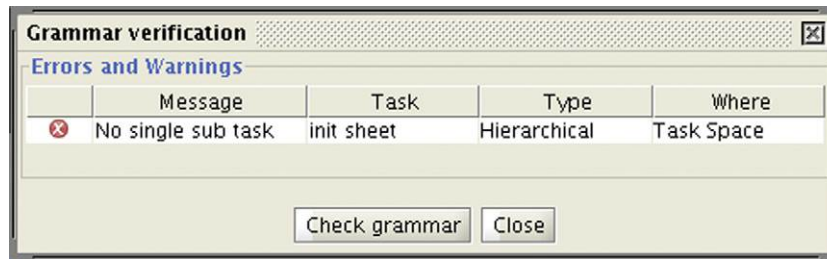 Grammar verification
Errors and Warnings
Message Task Type Where
No single sub task init sheet Hierarchical Task Space
Check grammar Close